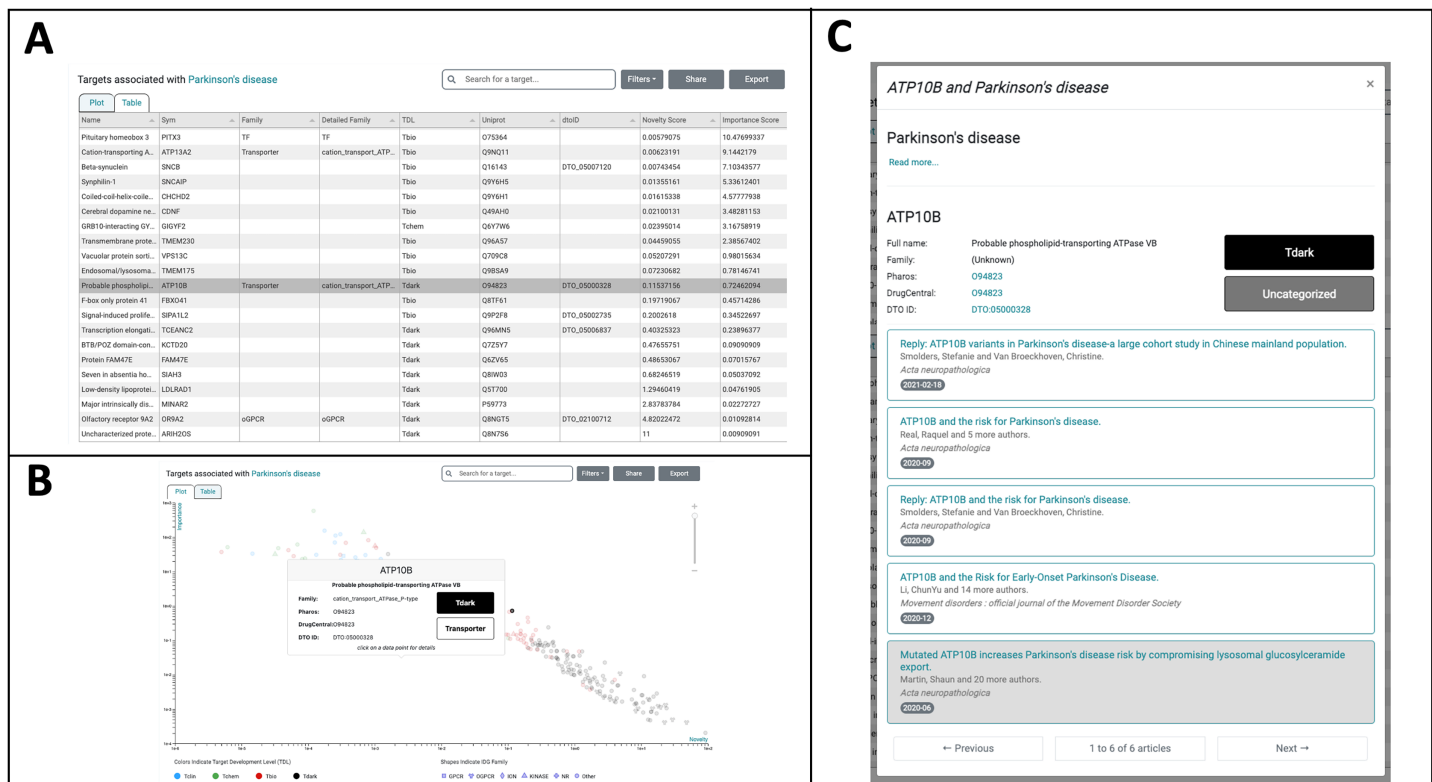 A
Targets associated with Parkinson's disease
Search for a target...
Filters
Share
Export
Plot
Table
Name Sym Family Detailed Family TDL Uniprot dtoID Novelty Score Importance Score
Pituitary homeobox 3 PITX3 TF TF Tbio O75364 0.00579075 10.47699337
Cation-transporting A... ATP13A2 Transporter cation_transport_ATP... Tbio Q9NQ11 0.00623191 9.1442179
Beta-synuclein SNCB Tbio Q16143 DTO_05007120 0.00743454 7.10343577
Synphilin-1 SNCAIP Tbio Q9Y6H5 0.01355161 5.33612401
Coiled-coil-helix-coile... CHCHD2 Tbio Q9Y6H1 0.01615338 4.57777938
Cerebral dopamine ne... CDNF Tbio Q49AH0 0.02100131 3.48281153
GRB10-interacting GY... GIGYF2 Tchem Q6Y7W6 0.02395014 3.16758919
Transmembrane prote... TMEM230 Tbio Q96A57 0.04459055 2.38567402
Vacuolar protein sorti... VPS13C Tbio Q709C8 0.05207291 0.98015634
Endosomal/lysosoma... TMEM175 Tbio Q9BSA9 0.07230682 0.78146741
Probable phospholipi... ATP10B Transporter cation_transport_ATP... Tdark O94823 DTO_05000328 0.11537156 0.72462094
F-box only protein 41 FBXO41 Tbio Q8TF61 0.19719067 0.45714286
Signal-induced prolife... SIPA1L2 Tbio Q9P2F8 DTO_05002735 0.2002618 0.34522697
Transcription elongati... TCEANC2 Tdark Q96MN5 DTO_05006837 0.40325323 0.23896377
BTB/POZ domain-con... KCTD20 Tdark Q7Z5Y7 0.47655751 0.09090909
Protein FAM47E FAM47E Tdark Q6ZV65 0.48653067 0.07015767
Seven in absentia ho... SIAH3 Tdark Q8IW03 0.68246519 0.05037092
Low-density lipoprotei... LDLRAD1 Tdark Q5T700 1.29460419 0.04761905
Major intrinsically dis... MINAR2 Tdark P59773 2.83783784 0.02272727
Olfactory receptor 9A2 OR9A2 oGPCR oGPCR Tdark Q8NGT5 DTO_02100712 4.82022472 0.01092814
Uncharacterized prote... ARIH2OS Tdark Q8N7S6 11 0.00909091
B
Targets associated with Parkinson's disease
Search for a target...
Filters
Share
Export
Plot
Table
Importance
ATP10B
Probable phospholipid-transporting ATPase VB
Family: cation_transport_ATPase_P-type
Pharos: O94823
DrugCentral: O94823
DTO ID: DTO:05000328
Tdark
Transporter
click on a data point for details
Novelty
Colors Indicate Target Development Level (TDL)
Tclin Tchem Tbio Tdark
Shapes Indicate IDG Family
GPCR OGPCR ION KINASE NR Other
C
ATP10B and Parkinson's disease
×
Parkinson's disease
Read more...
ATP10B
Full name: Probable phospholipid-transporting ATPase VB
Family: (Unknown)
Pharos: O94823
DrugCentral: O94823
DTO ID: DTO:05000328
Tdark
Uncategorized
Reply: ATP10B variants in Parkinson's disease-a large cohort study in Chinese mainland population.
Smolders, Stefanie and Van Broeckhoven, Christine.
Acta neuropathologica
2021-02-18
ATP10B and the risk for Parkinson's disease.
Real, Raquel and 5 more authors.
Acta neuropathologica
2020-09
Reply: ATP10B and the risk for Parkinson's disease.
Smolders, Stefanie and Van Broeckhoven, Christine.
Acta neuropathologica
2020-09
ATP10B and the Risk for Early-Onset Parkinson's Disease.
Li, ChunYu and 14 more authors.
Movement disorders : official journal of the Movement Disorder Society
2020-12
Mutated ATP10B increases Parkinson's disease risk by compromising lysosomal glucosylceramide
export.
Martin, Shaun and 20 more authors.
Acta neuropathologica
2020-06
← Previous
1 to 6 of 6 articles
Next →